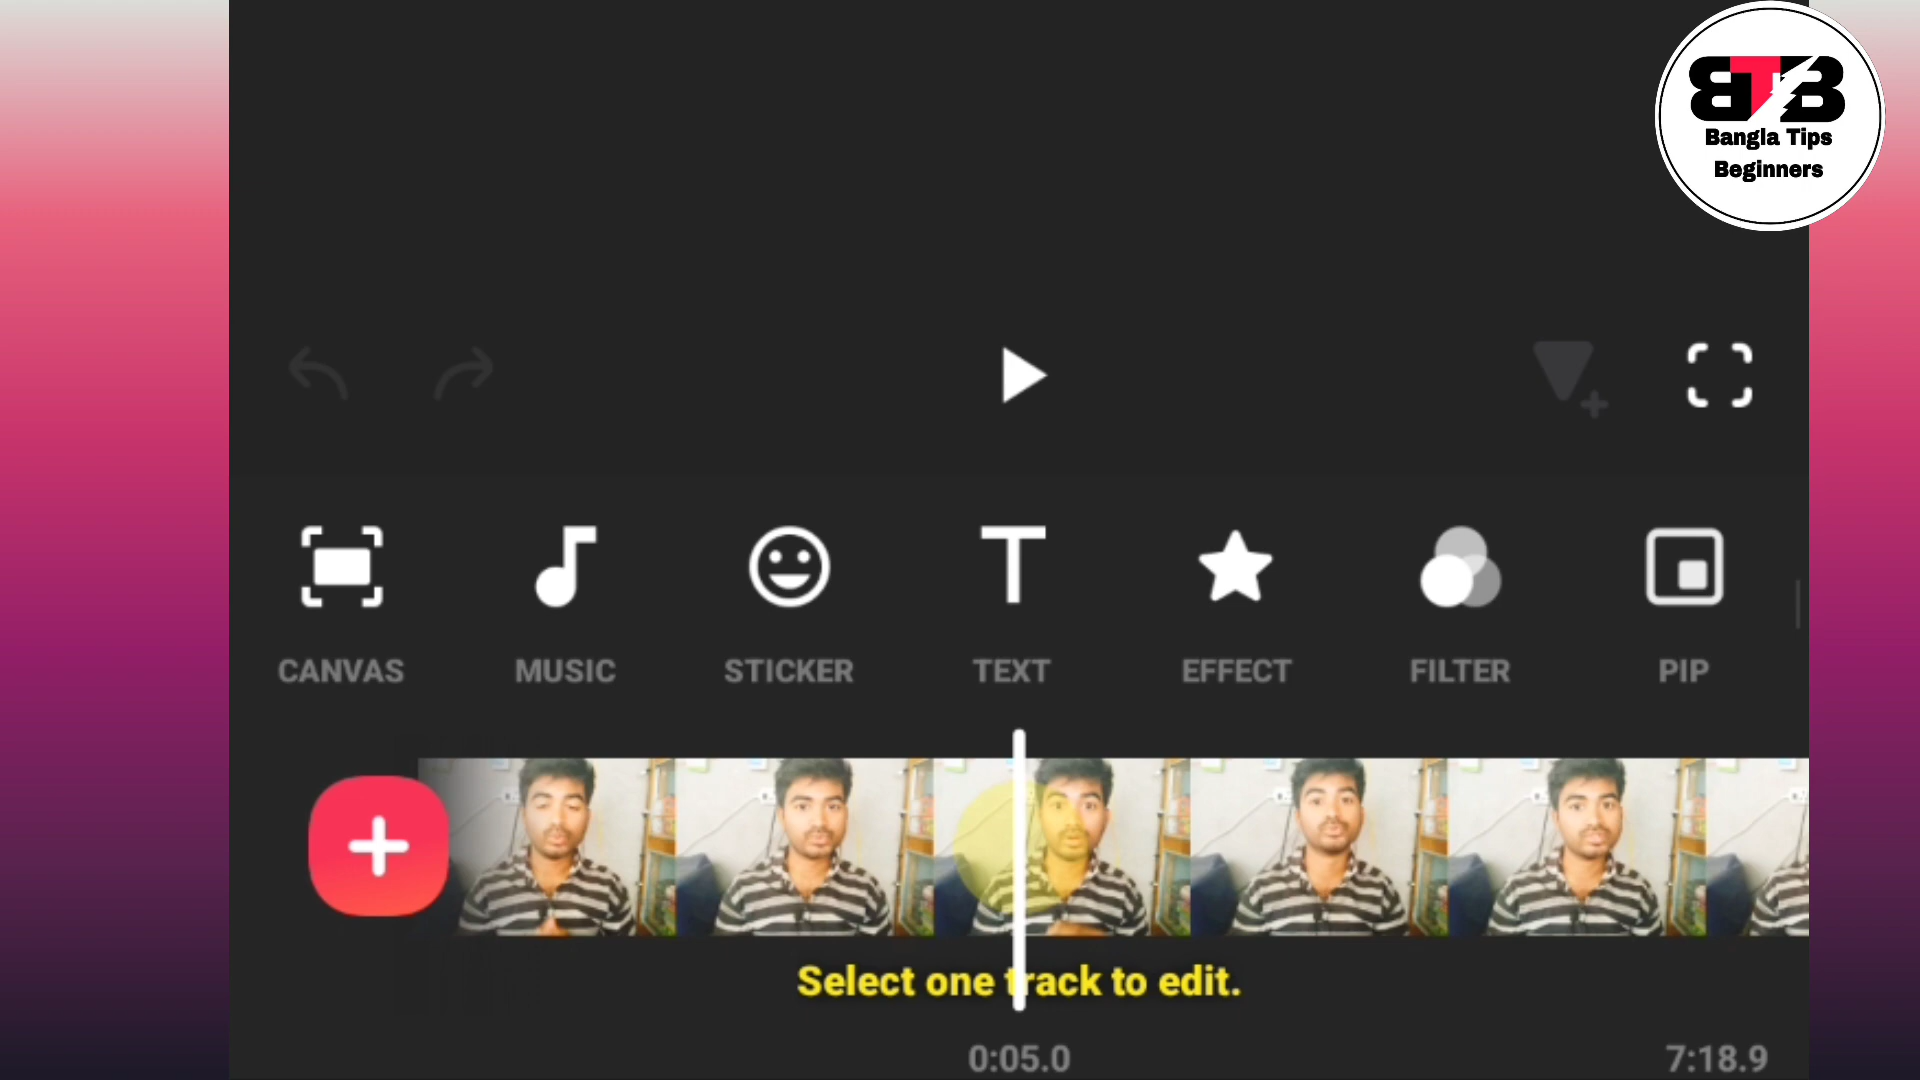 BTB
Bangla Tips
Beginners
CANVAS MUSIC STICKER TEXT EFFECT FILTER PIP
Select one track to edit.
0:05.0 7:18.9